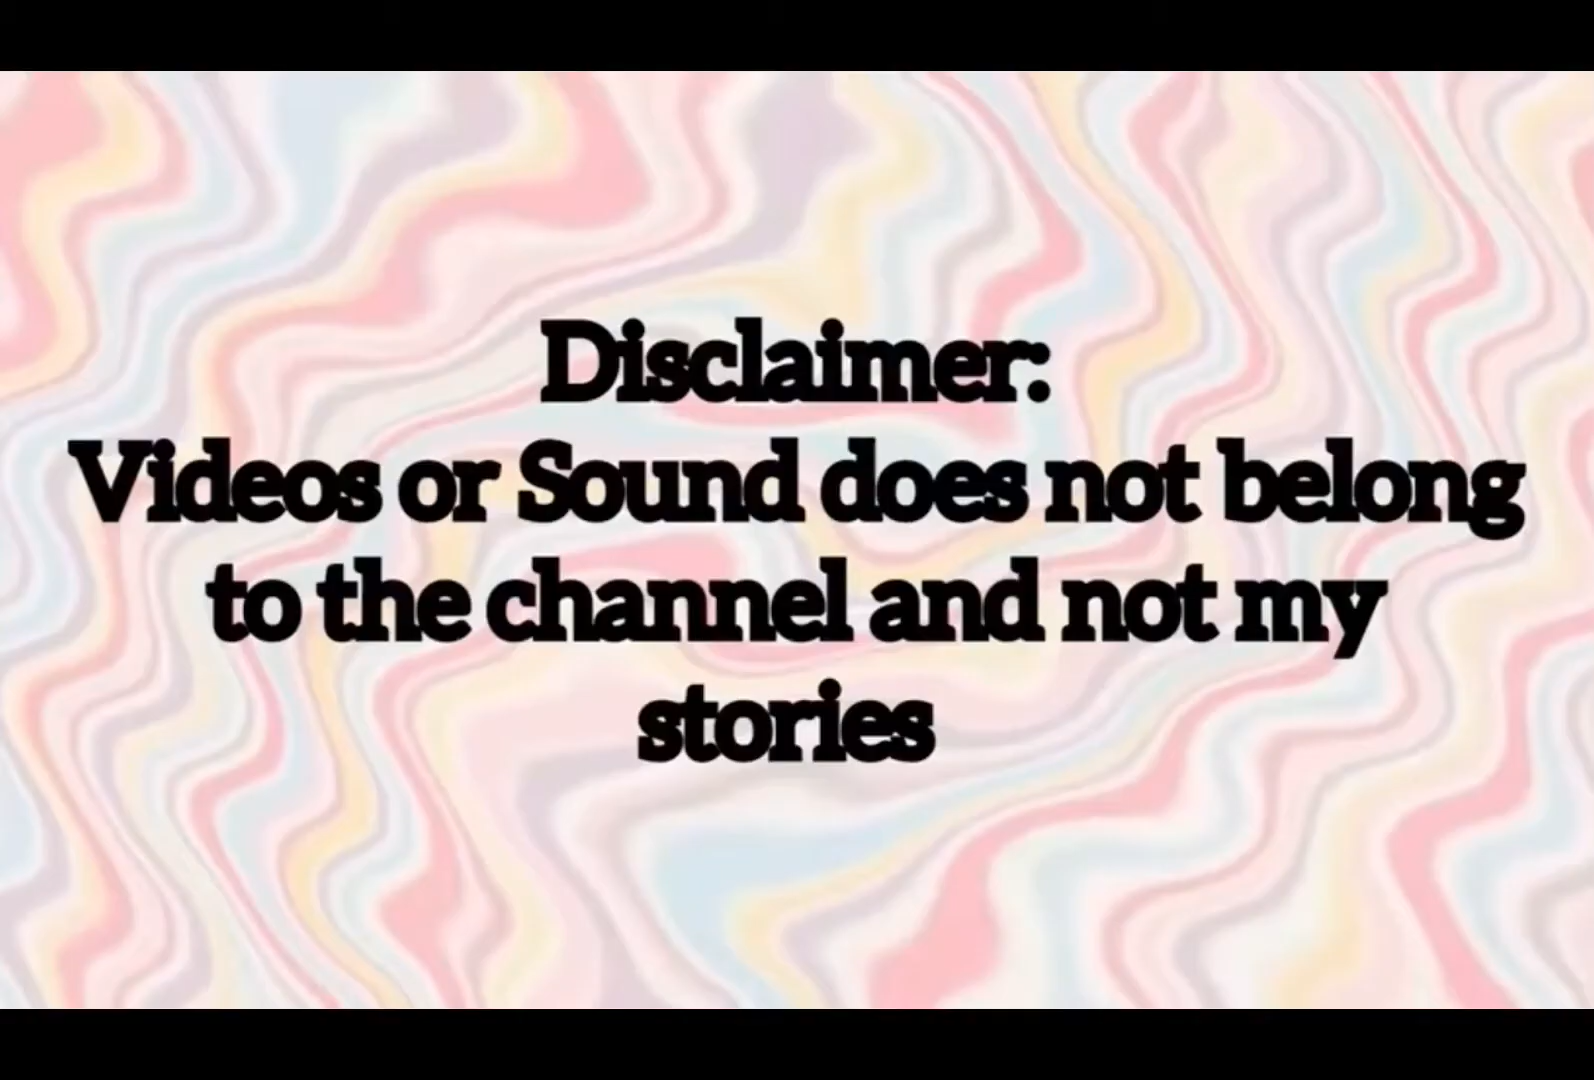 Disclaimer:
Videos or Sound does not belong
to the channel and not my
stories